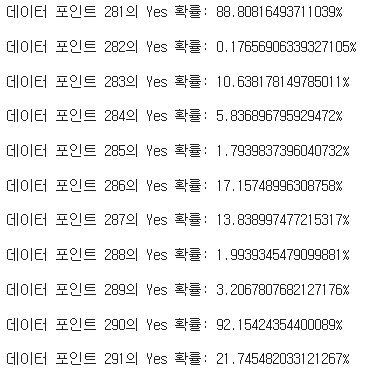 데이터 포인트 281의 Yes 확률: 88.80816493711039%
데이터 포인트 282의 Yes 확률: 0.17656906339327105%
데이터 포인트 283의 Yes 확률: 10.638178149785011%
데이터 포인트 284의 Yes 확률: 5.836896795929472%
데이터 포인트 285의 Yes 확률: 1.7939837396040732%
데이터 포인트 286의 Yes 확률: 17.15748996308758%
데이터 포인트 287의 Yes 확률: 13.838997477215317%
데이터 포인트 288의 Yes 확률: 1.9939345479099881%
데이터 포인트 289의 Yes 확률: 3.2067807682127176%
데이터 포인트 290의 Yes 확률: 92.15424354400089%
데이터 포인트 291의 Yes 확률: 21.745482033121267%